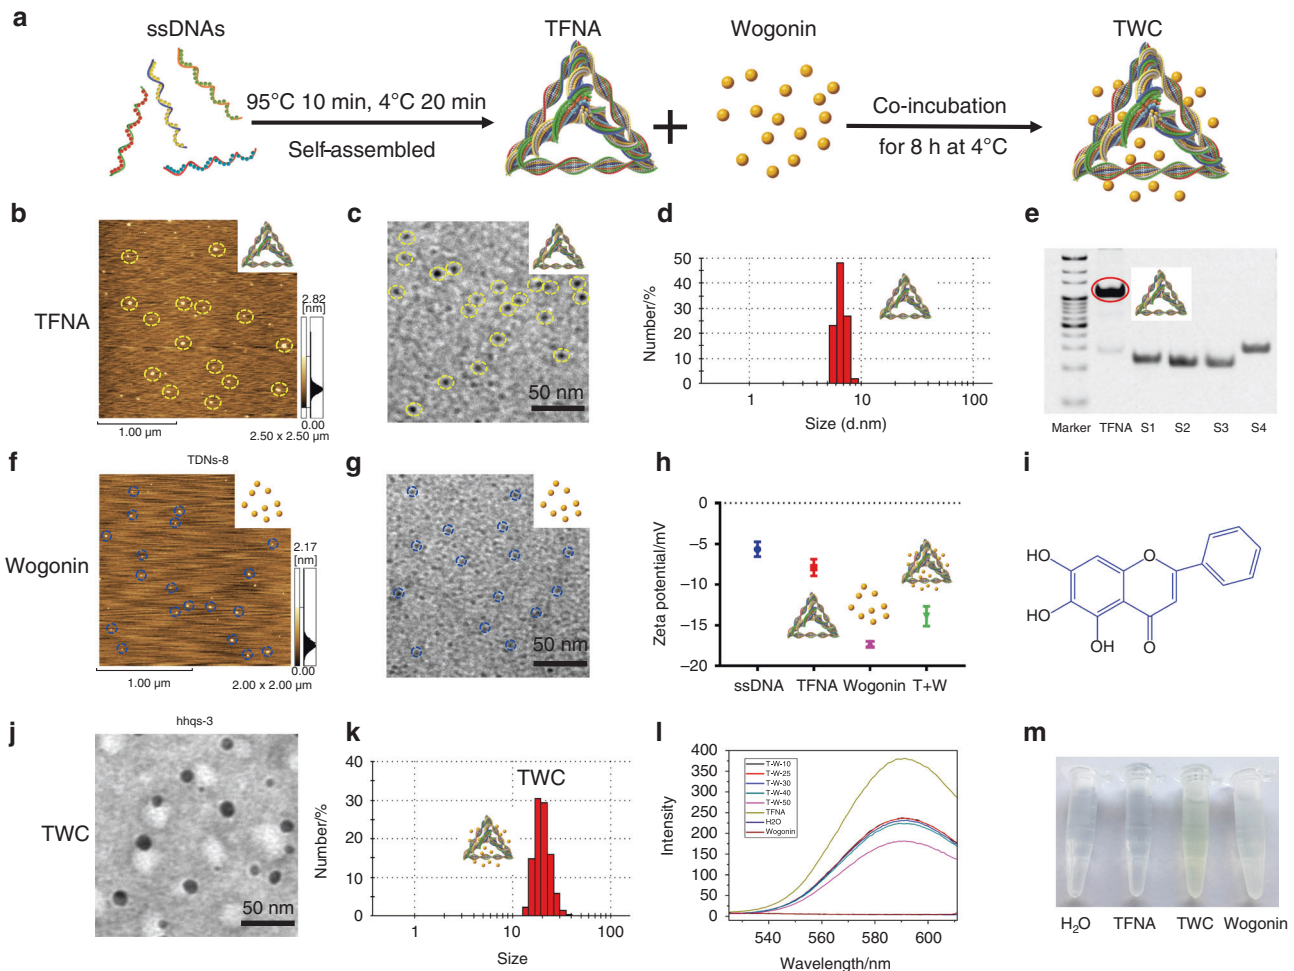 a
ssDNAs
TFNA
Wogonin
TWC
95°C 10 min, 4°C 20 min
Self-assembled
Co-incubation
for 8 h at 4°C
b
TFNA
2.82
[nm]
0.00
1.00 µm
2.50 x 2.50 µm
c
50 nm
d
Number/%
50
40
30
20
10
0
1
10
100
Size (d.nm)
e
Marker TFNA S1 S2 S3 S4
f
TDNs-8
Wogonin
2.17
[nm]
0.00
1.00 µm
2.00 x 2.00 µm
g
50 nm
h
Zeta potential/mV
0
−5
−10
−15
−20
ssDNA TFNA Wogonin T+W
i
HO
HO
OH
O
O
j
hhqs-3
TWC
50 nm
k
Number/%
40
30
20
10
0
TWC
1
10
100
Size
l
Intensity
400
350
300
250
200
150
100
50
0
T-W-10
T-W-25
T-W-30
T-W-40
T-W-50
TFNA
H2O
Wogonin
540
560
580
600
Wavelength/nm
m
H₂O TFNA TWC Wogonin